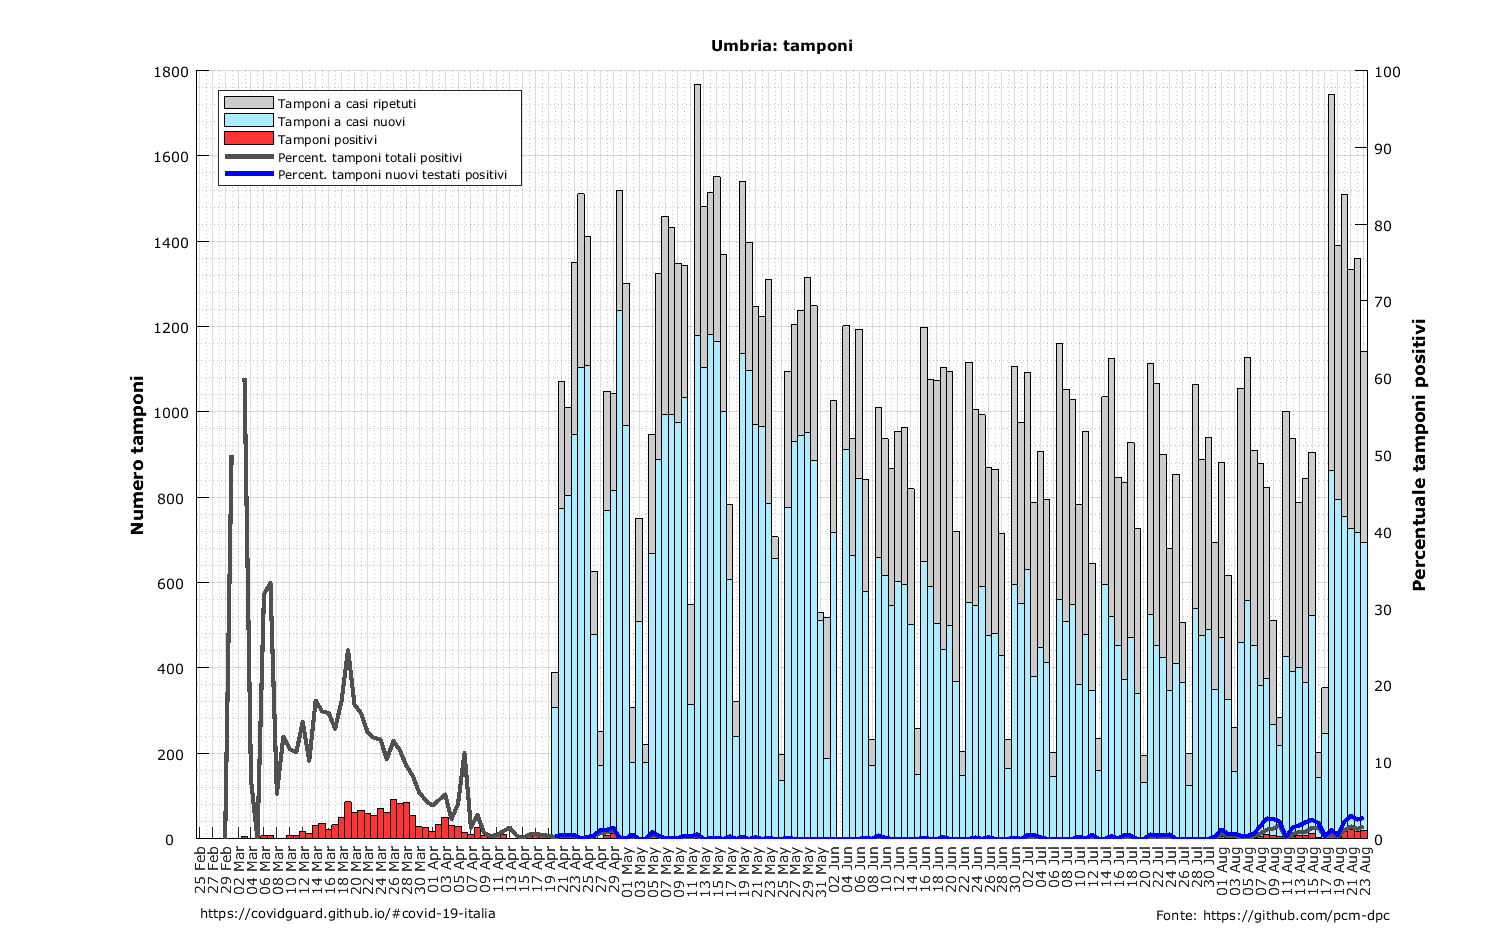 Umbria: tamponi
1800
1600
1400
1200
1000
800
600
400
200
0
Numero tamponi
Tamponi a casi ripetuti
Tamponi a casi nuovi
Tamponi positivi
Percent. tamponi totali positivi
Percent. tamponi nuovi testati positivi
100
90
80
70
60
50
40
30
20
10
0
Percentuale tamponi positivi
25 Feb
27 Feb
29 Feb
02 Mar
04 Mar
06 Mar
08 Mar
10 Mar
12 Mar
14 Mar
16 Mar
18 Mar
20 Mar
22 Mar
24 Mar
26 Mar
28 Mar
30 Mar
01 Apr
03 Apr
05 Apr
07 Apr
09 Apr
11 Apr
13 Apr
15 Apr
17 Apr
19 Apr
21 Apr
23 Apr
25 Apr
27 Apr
29 Apr
01 May
03 May
05 May
07 May
09 May
11 May
13 May
15 May
17 May
19 May
21 May
23 May
25 May
27 May
29 May
31 May
02 Jun
04 Jun
06 Jun
08 Jun
10 Jun
12 Jun
14 Jun
16 Jun
18 Jun
20 Jun
22 Jun
24 Jun
26 Jun
28 Jun
30 Jun
02 Jul
04 Jul
06 Jul
08 Jul
10 Jul
12 Jul
14 Jul
16 Jul
18 Jul
20 Jul
22 Jul
24 Jul
26 Jul
28 Jul
30 Jul
01 Aug
03 Aug
05 Aug
07 Aug
09 Aug
11 Aug
13 Aug
15 Aug
17 Aug
19 Aug
21 Aug
23 Aug
https://covidguard.github.io/#covid-19-italia
Fonte: https://github.com/pcm-dpc